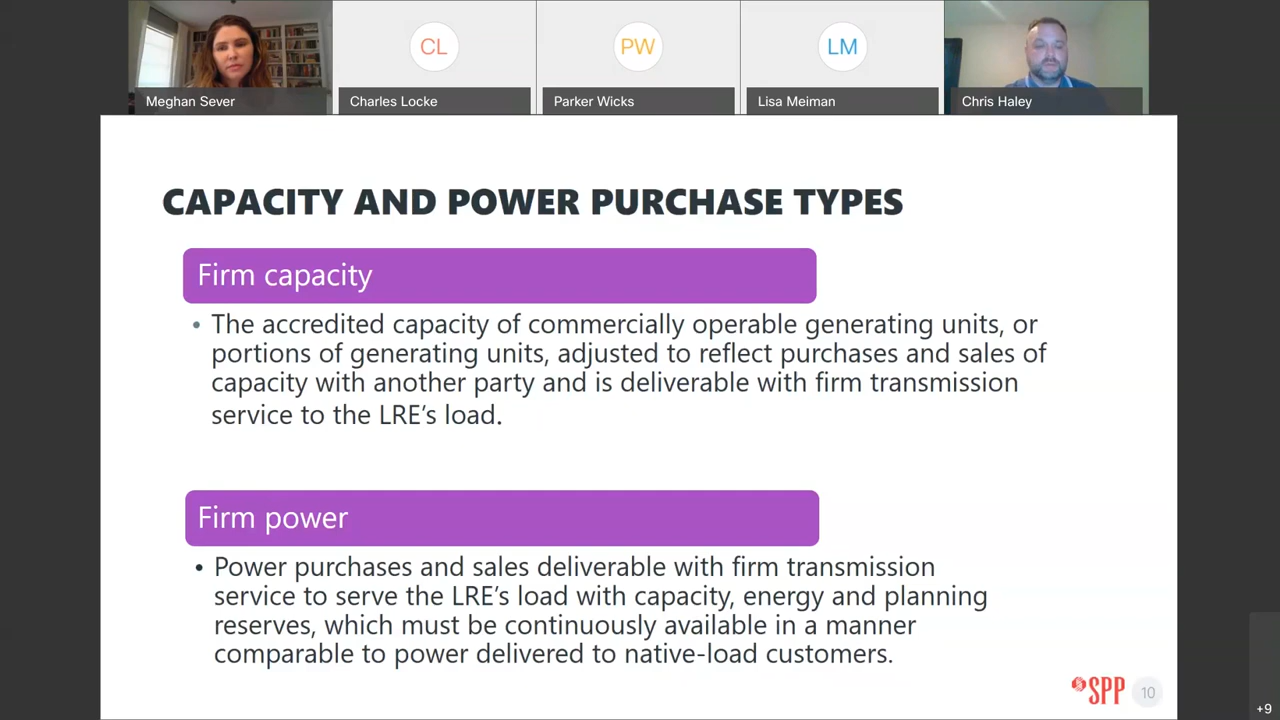 CL
PW
LM
Meghan Sever
Charles Locke
Parker Wicks
Lisa Meiman
Chris Haley
CAPACITY AND POWER PURCHASE TYPES
Firm capacity
• The accredited capacity of commercially operable generating units, or
portions of generating units, adjusted to reflect purchases and sales of
capacity with another party and is deliverable with firm transmission
service to the LRE’s load.
Firm power
• Power purchases and sales deliverable with firm transmission
service to serve the LRE’s load with capacity, energy and planning
reserves, which must be continuously available in a manner
comparable to power delivered to native-load customers.
SPP
10
+9